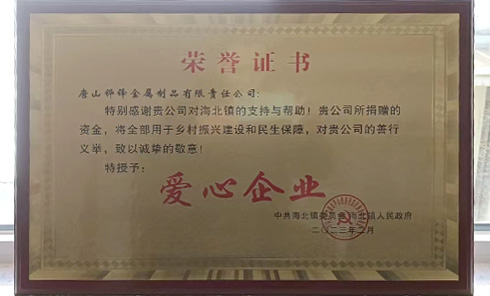 荣誉证书
唐山铧锋金属制品有限责任公司:
特别感谢贵公司对海北镇的支持与帮助！贵公司所捐赠的
资金，将全部用于乡村振兴建设和民生保障，对贵公司的善行
义举，致以诚挚的敬意！
特授予：
爱心企业
中共海北镇委员会 海北镇人民政府
二〇二三年二月